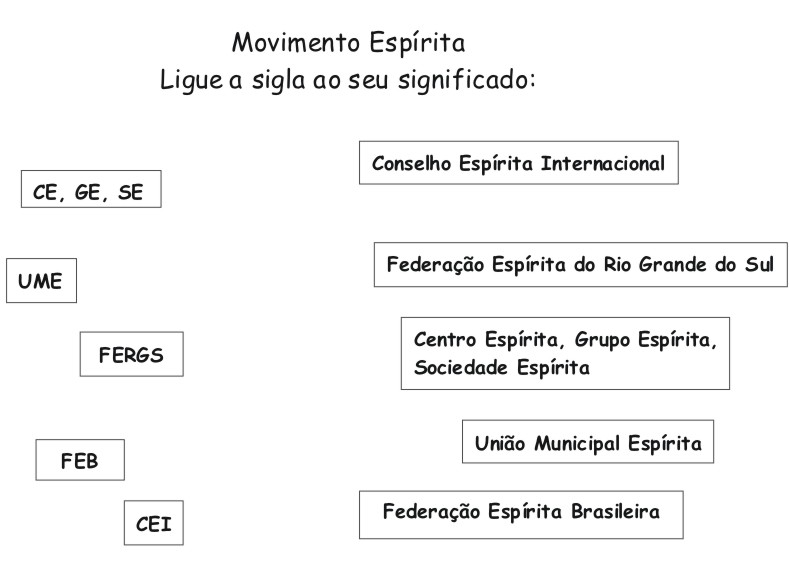 Movimento Espírita
Ligue a sigla ao seu significado:
Conselho Espírita Internacional
CE, GE, SE
Federação Espírita do Rio Grande do Sul
UME
Centro Espírita, Grupo Espírita,
Sociedade Espírita
FERGS
União Municipal Espírita
FEB
Federação Espírita Brasileira
CEI